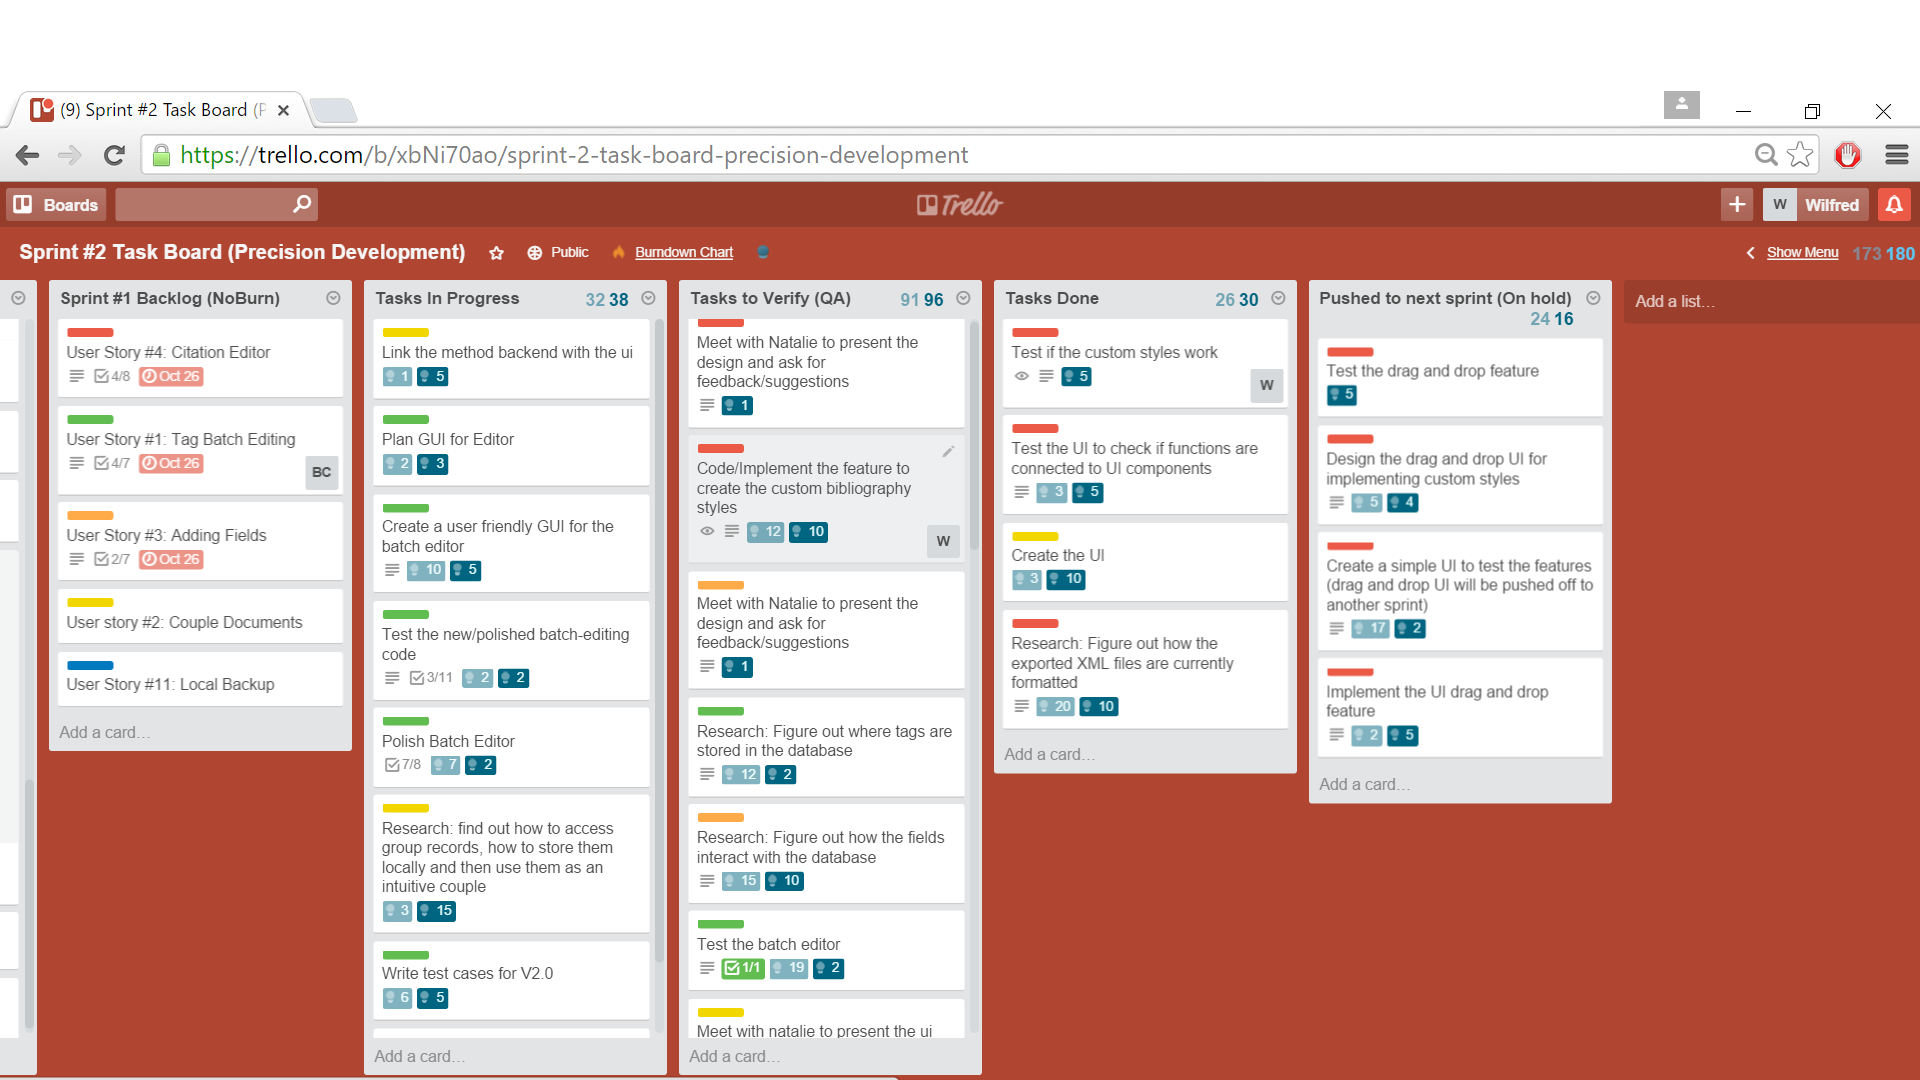 (9) Sprint #2 Task Board (P
https://trello.com/b/xbNi70ao/sprint-2-task-board-precision-development
Boards
Trello
W Wilfred
Sprint #2 Task Board (Precision Development)
Public
Burndown Chart
Show Menu
173 180
Sprint #1 Backlog (NoBurn)
User Story #4: Citation Editor
4/8 Oct 26
User Story #1: Tag Batch Editing
4/7 Oct 26
BC
User Story #3: Adding Fields
2/7 Oct 26
User story #2: Couple Documents
User Story #11: Local Backup
Add a card...
Tasks In Progress
32 38
Link the method backend with the ui
1 5
Plan GUI for Editor
2 3
Create a user friendly GUI for the
batch editor
10 5
Test the new/polished batch-editing
code
3/11 2 2
Polish Batch Editor
7/8 7 2
Research: find out how to access
group records, how to store them
locally and then use them as an
intuitive couple
3 15
Write test cases for V2.0
6 5
Add a card...
Tasks to Verify (QA)
91 96
Meet with Natalie to present the
design and ask for
feedback/suggestions
1
Code/Implement the feature to
create the custom bibliography
styles
12 10
W
Meet with Natalie to present the
design and ask for
feedback/suggestions
1
Research: Figure out where tags are
stored in the database
12 2
Research: Figure out how the fields
interact with the database
15 10
Test the batch editor
1/1 19 2
Meet with natalie to present the ui
Add a card...
Tasks Done
26 30
Test if the custom styles work
5
W
Test the UI to check if functions are
connected to UI components
3 5
Create the UI
3 10
Research: Figure out how the
exported XML files are currently
formatted
20 10
Add a card...
Pushed to next sprint (On hold)
24 16
Test the drag and drop feature
5
Design the drag and drop UI for
implementing custom styles
5 4
Create a simple UI to test the features
(drag and drop UI will be pushed off to
another sprint)
17 2
Implement the UI drag and drop
feature
2 5
Add a card...
Add a list...